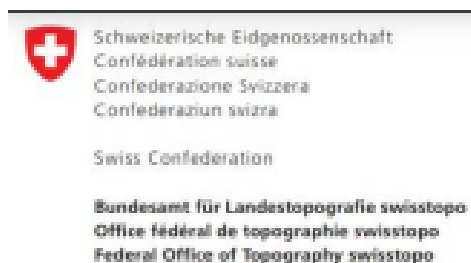 Schweizerische Eidgenossenschaft
Confédération suisse
Confederazione Svizzera
Confederaziun svizra
Swiss Confederation
Bundesamt für Landestopografie swisstopo
Office fédéral de topographie swisstopo
Federal Office of Topography swisstopo